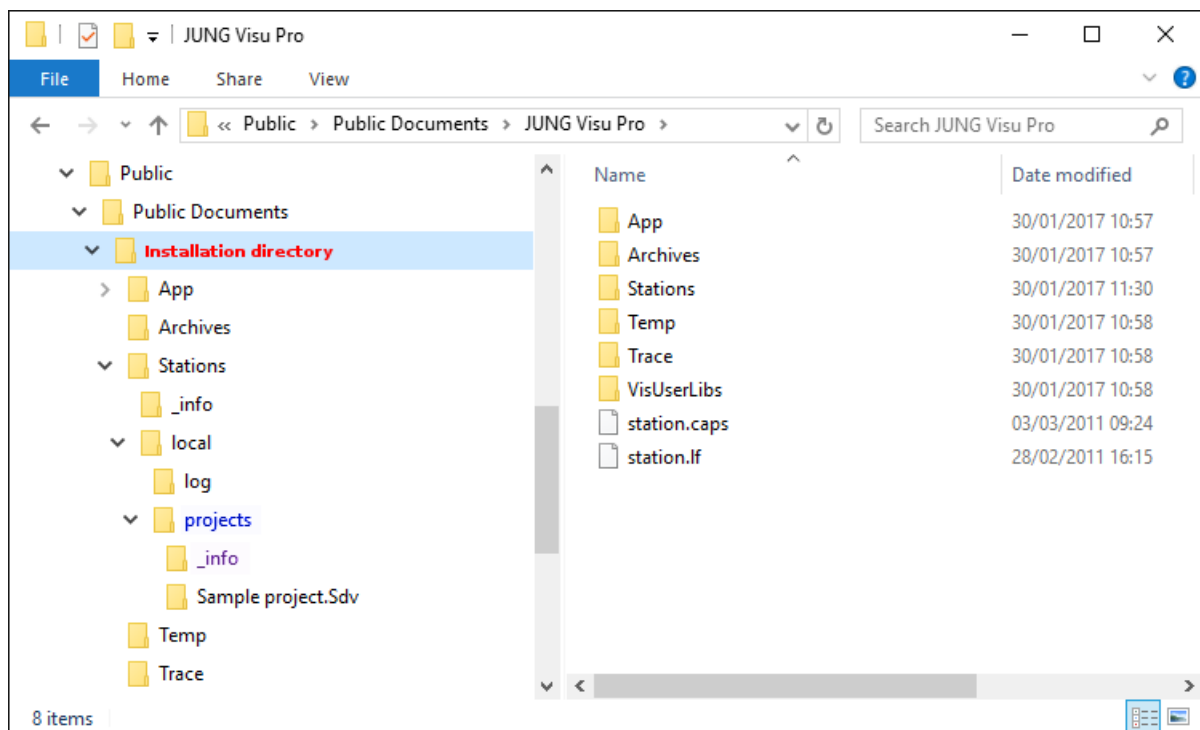 JUNG Visu Pro
File Home Share View
« Public > Public Documents > JUNG Visu Pro > Search JUNG Visu Pro
Public
Public Documents
Installation directory
App
Archives
Stations
_info
local
log
projects
_info
Sample project.Sdv
Temp
Trace
Name Date modified
App 30/01/2017 10:57
Archives 30/01/2017 10:57
Stations 30/01/2017 11:30
Temp 30/01/2017 10:58
Trace 30/01/2017 10:58
VisUserLibs 30/01/2017 10:58
station.caps 03/03/2011 09:24
station.lf 28/02/2011 16:15
8 items